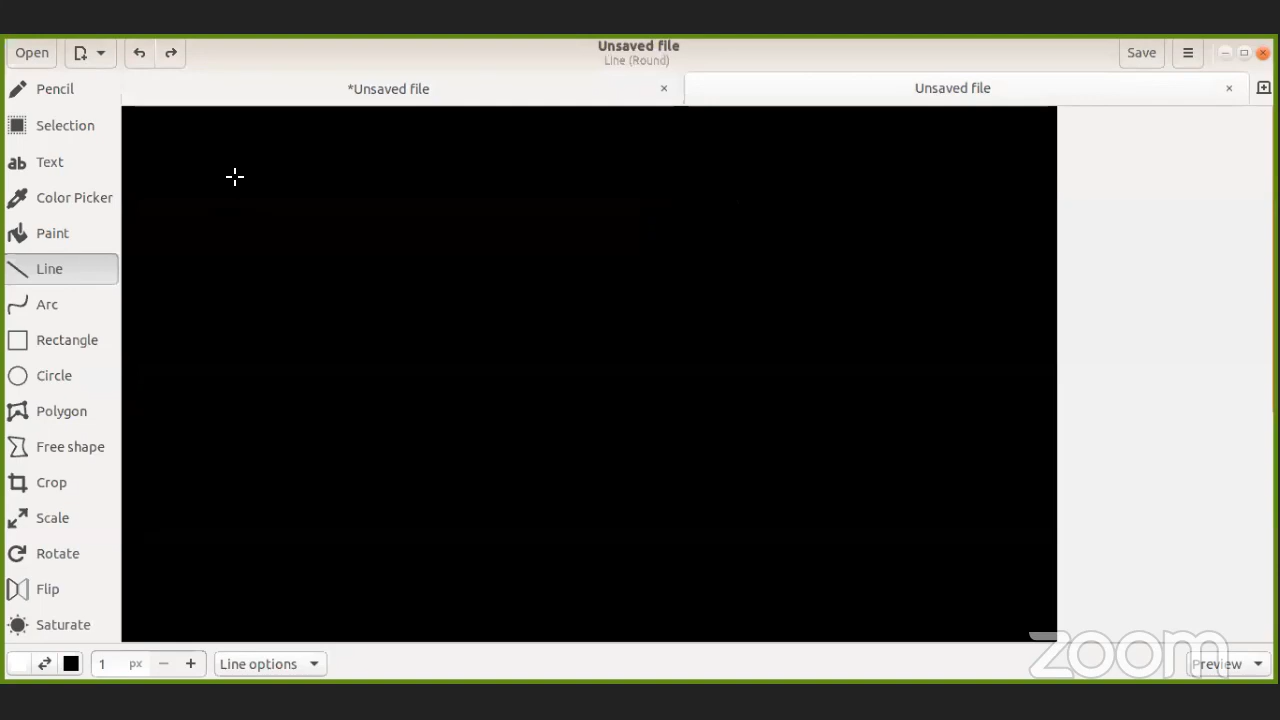 Open
Unsaved file
Line (Round)
Save
*Unsaved file
Unsaved file
Pencil
Selection
ab Text
Color Picker
Paint
Line
Arc
Rectangle
Circle
Polygon
Free shape
Crop
Scale
Rotate
Flip
Saturate
1 px
Line options
zoom
Preview